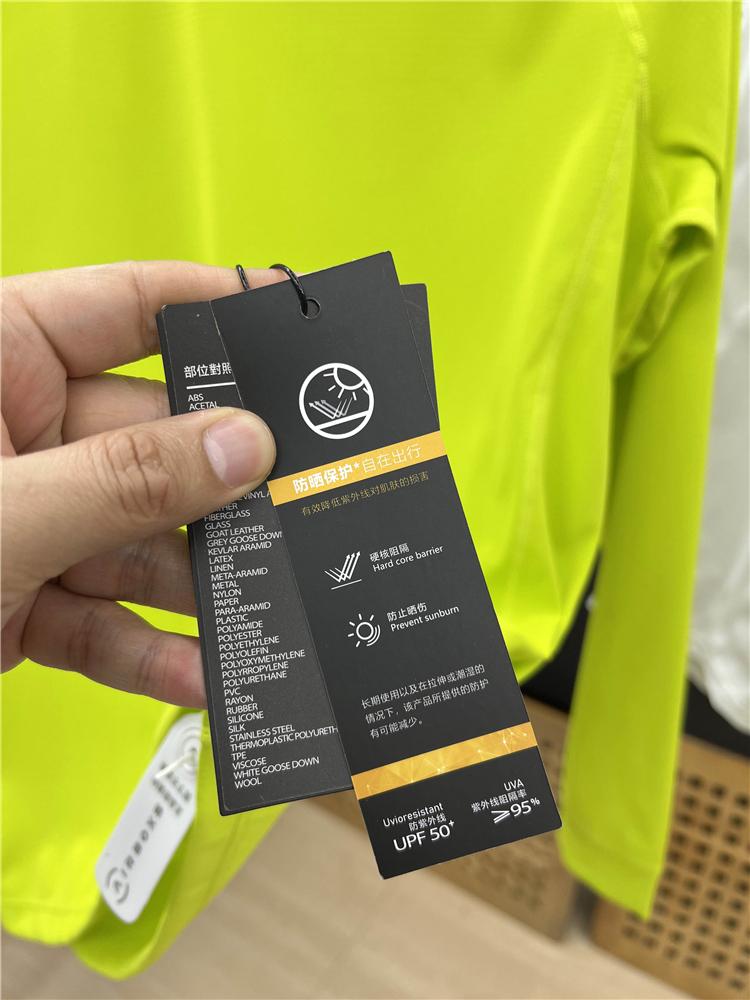 部位對照
ABS
ACETAL
FIBERGLASS
GLASS
GOAT LEATHER
GREY GOOSE DOWN
KEVLAR ARAMID
LATEX
LINEN
META-ARAMID
METAL
NYLON
PAPER
PARA-ARAMID
PLASTIC
POLYAMIDE
POLYESTER
POLYETHYLENE
POLYOLEFIN
POLYOXYMETHYLENE
POLYRROPYLENE
POLYURETHANE
PVC
RAYON
RUBBER
SILICONE
SILK
STAINLESS STEEL
THERMOPLASTIC POLYURETH
TPE
VISCOSE
WHITE GOOSE DOWN
WOOL
防晒保护*自在出行
有效降低紫外线对肌肤的损害
硬核阻隔
Hard core barrier
防止晒伤
Prevent sunburn
长期使用以及在拉伸或潮湿的
情况下，该产品所提供的防护
有可能减少。
Uvioresistant
防紫外线
UPF 50+
UVA
紫外线阻隔率
≥95%